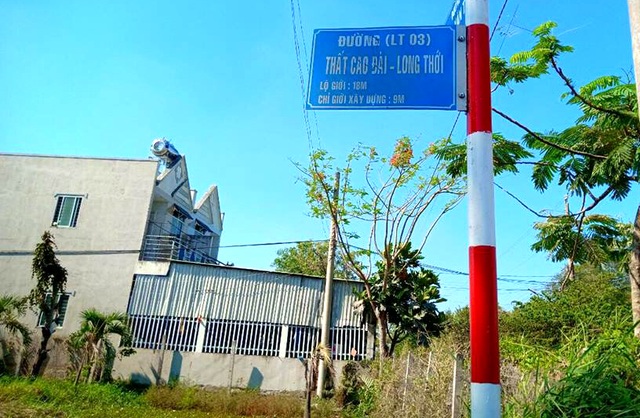 ĐƯỜNG (LT 03)
THẤT CAO ĐÀI - LONG THỚI
LỘ GIỚI : 18M
CHỈ GIỚI XÂY DỰNG : 9M